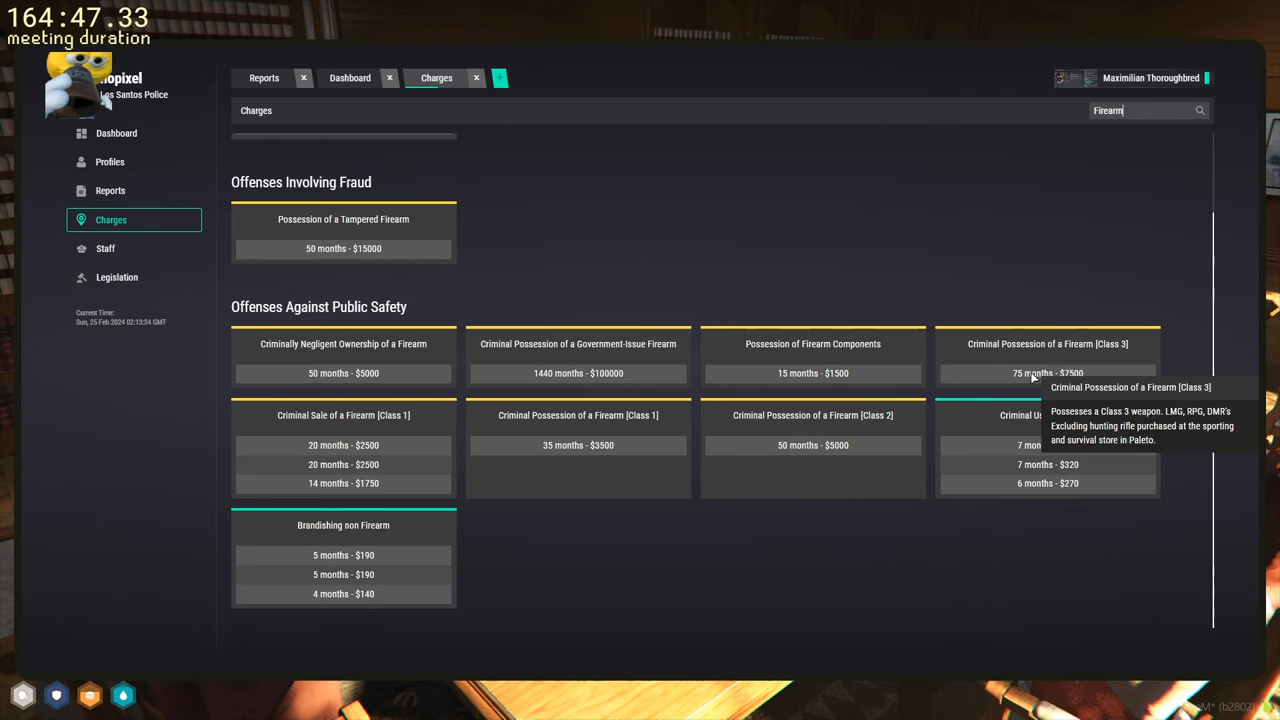 164:47.33
meeting duration
opixel
Los Santos Police
Reports
Dashboard
Charges
+
Maximilian Thoroughbred
Charges
Firearm
Dashboard
Profiles
Reports
Charges
Staff
Legislation
Current Time:
Sun, 25 Feb 2024 02:13:34 GMT
Offenses Involving Fraud
Possession of a Tampered Firearm
50 months - $15000
Offenses Against Public Safety
Criminally Negligent Ownership of a Firearm
50 months - $5000
Criminal Possession of a Government-Issue Firearm
1440 months - $100000
Possession of Firearm Components
15 months - $1500
Criminal Possession of a Firearm [Class 3]
75 months - $7500
Criminal Possession of a Firearm [Class 3]
Possesses a Class 3 weapon. LMG, RPG, DMR's
Excluding hunting rifle purchased at the sporting
and survival store in Paleto.
Criminal Sale of a Firearm [Class 1]
20 months - $2500
20 months - $2500
14 months - $1750
Criminal Possession of a Firearm [Class 1]
35 months - $3500
Criminal Possession of a Firearm [Class 2]
50 months - $5000
Criminal Us
7 mon
7 months - $320
6 months - $270
Brandishing non Firearm
5 months - $190
5 months - $190
4 months - $140
M* (b2802)